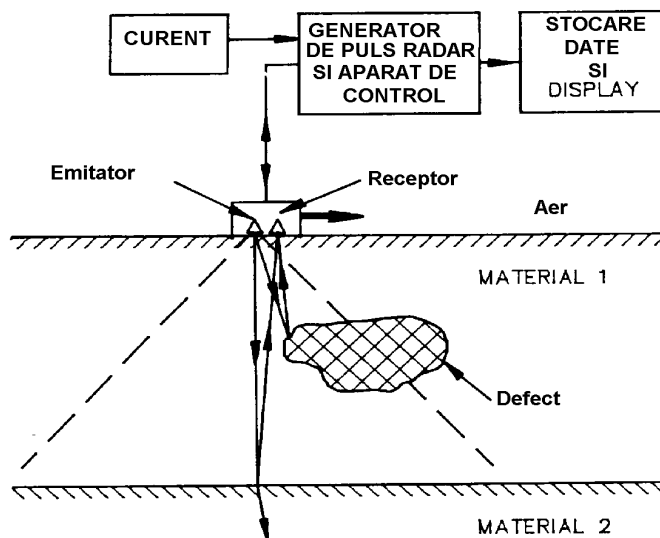 CURENT
GENERATOR
DE PULS RADAR
SI APARAT DE
CONTROL
STOCARE
DATE
SI
DISPLAY
Emitator
Receptor
Aer
MATERIAL 1
Defect
MATERIAL 2